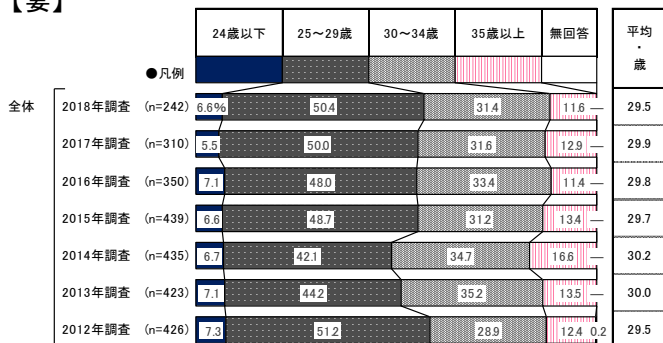 【妻】
24歳以下 25～29歳 30～34歳 35歳以上 無回答 平均・歳
●凡例
全体 2018年調査 (n=242) 6.6% 50.4 31.4 11.6 － 29.5
2017年調査 (n=310) 5.5 50.0 31.6 12.9 － 29.9
2016年調査 (n=350) 7.1 48.0 33.4 11.4 － 29.8
2015年調査 (n=439) 6.6 48.7 31.2 13.4 － 29.7
2014年調査 (n=435) 6.7 42.1 34.7 16.6 － 30.2
2013年調査 (n=423) 7.1 44.2 35.2 13.5 － 30.0
2012年調査 (n=426) 7.3 51.2 28.9 12.4 0.2 29.5